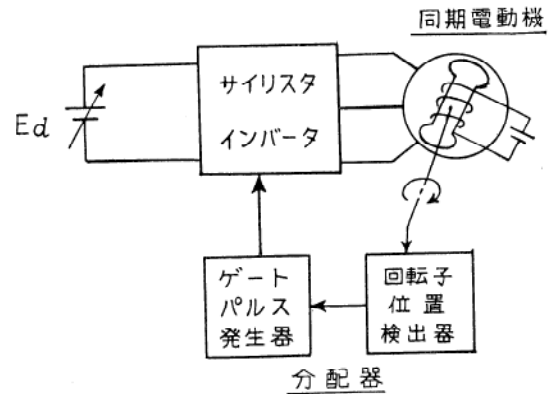 同期電動機
サイリスタ
インバータ
Ed
ゲート
パルス
発生器
回転子
位置
検出器
分配器